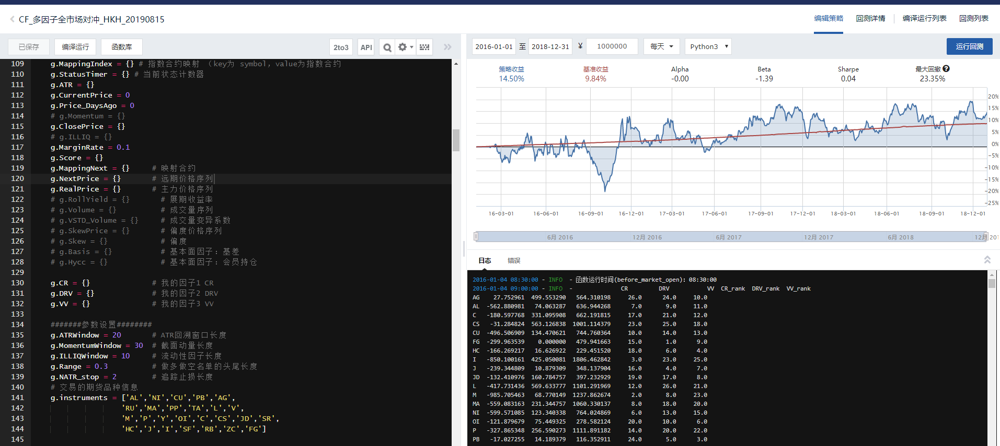 CF_多因子全市场对冲_HKH_20190815
编辑策略 回测详情 编译运行列表 回测列表
已保存 编译运行 函数库 2to3 API
2016-01-01 至 2018-12-31 ¥ 1000000 每天 Python3 运行回测
109 g.MappingIndex = {} # 指数合约映射 （key为 symbol，value为指数合约
110 g.StatusTimer = {} # 当前状态计数器
111 g.ATR = {}
112 g.CurrentPrice = 0
113 g.Price_DaysAgo = 0
114 # g.Momentum = {}
115 g.ClosePrice = {}
116 # g.ILLIQ = {}
117 g.MarginRate = 0.1
118 g.Score = {}
119 g.MappingNext = {} # 映射合约
120 g.NextPrice = {} # 远期价格序列
121 g.RealPrice = {} # 主力价格序列
122 # g.RollYield = {} # 展期收益率
123 # g.Volume = {} # 成交量序列
124 # g.VSTD_Volume = {} # 成交量变异系数
125 # g.SkewPrice = {} # 偏度价格序列
126 # g.Skew = {} # 偏度
127 # g.Basis = {} # 基本面因子：基差
128 # g.Hycc = {} # 基本面因子：会员持仓
129
130 g.CR = {} # 我的因子1 CR
131 g.DRV = {} # 我的因子2 DRV
132 g.VV = {} # 我的因子3 VV
133
134 #######参数设置########
135 g.ATRWindow = 20 # ATR回溯窗口长度
136 g.MomentumWindow = 30 # 截面动量长度
137 g.ILLIQWindow = 10 # 流动性因子长度
138 g.Range = 0.3 # 做多做空名单的头尾长度
139 g.NATR_stop = 2 # 追踪止损长度
140 # 交易的期货品种信息
141 g.instruments = ['AL','NI','CU','PB','AG',
142 'RU','MA','PP','TA','L','V',
143 'M','P','Y','OI','C','CS','JD','SR',
144 'HC','J','I','SF','RB','ZC','FG']
145
策略收益 基准收益 Alpha Beta Sharpe 最大回撤
14.50% 9.84% -0.00 -1.39 0.04 23.35%
20%
15%
10%
5%
0%
-5%
-10%
-15%
-20%
-25%
16-03-01 16-06-01 16-09-01 16-12-01 17-03-01 17-06-01 17-09-01 17-12-01 18-03-01 18-06-01 18-09-01 18-12-01
6月 2016 12月 2016 6月 2017 12月 2017 6月 2018 12月 201
日志 错误
2016-01-04 08:30:00 - INFO - 函数运行时间(before_market_open): 08:30:00
2016-01-04 09:00:00 - INFO - CR DRV VV CR_rank DRV_rank VV_rank
AG 27.752961 499.553290 564.310198 26.0 24.0 10.0
AL -562.880981 74.063287 636.944268 7.0 9.0 11.0
C -180.597768 331.095908 662.191815 17.0 21.0 12.0
CS -31.284824 563.126838 1001.114379 23.0 25.0 18.0
CU -496.506909 134.470621 744.760364 10.0 14.0 13.0
FG -299.963539 0.000000 479.941663 15.0 1.0 9.0
HC -166.269217 16.626922 229.451520 18.0 6.0 4.0
I -850.100161 425.050081 1806.462842 3.0 23.0 25.0
J -239.344809 10.879309 348.137904 16.0 4.0 7.0
JD -132.410976 160.784757 397.232929 19.0 17.0 8.0
L -417.731436 569.633777 1101.291969 12.0 26.0 21.0
M -985.705463 68.770149 1237.862674 2.0 8.0 23.0
MA -559.083163 231.344757 1060.330137 8.0 18.0 20.0
NI -599.571085 123.340338 764.024869 6.0 13.0 15.0
OI -121.879679 75.449325 278.582124 20.0 10.0 6.0
P -327.865348 256.590273 1111.891182 14.0 20.0 22.0
PB -17.027255 14.189379 116.352911 24.0 5.0 3.0